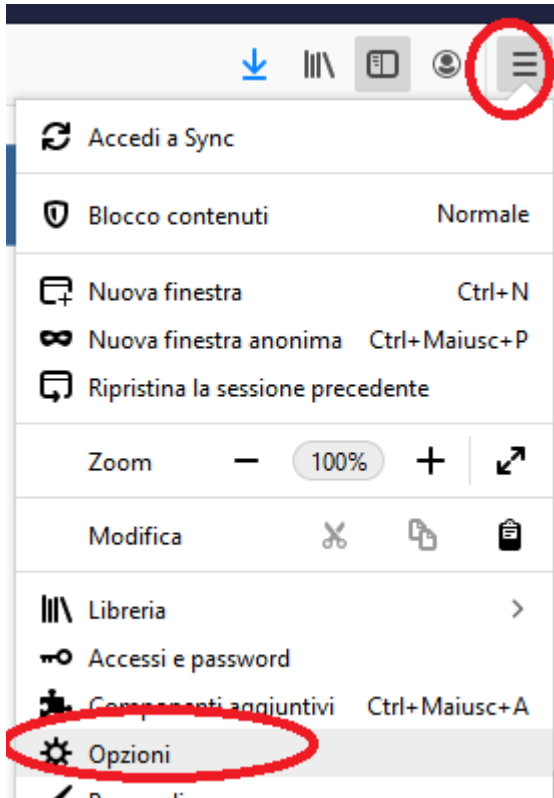 Accedi a Sync
Blocco contenuti Normale
Nuova finestra Ctrl+N
Nuova finestra anonima Ctrl+Maiusc+P
Ripristina la sessione precedente
Zoom 100%
Modifica
Libreria
Accessi e password
Componenti aggiuntivi Ctrl+Maiusc+A
Opzioni